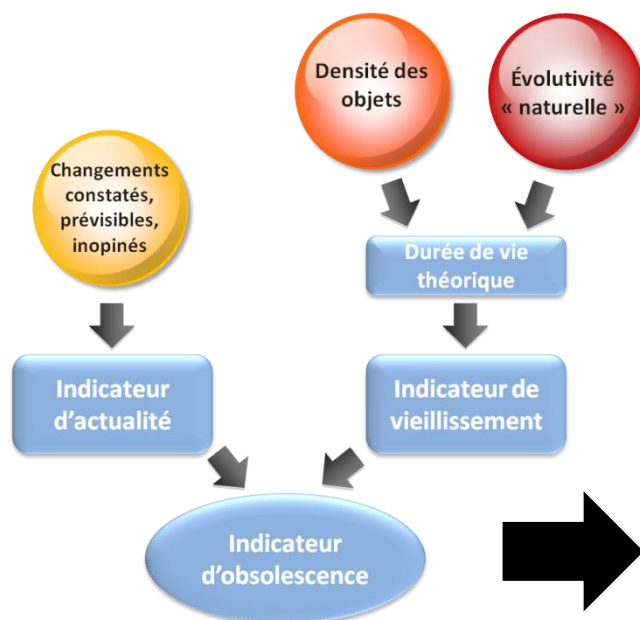 Densité des
objets
Évolutivité
« naturelle »
Changements
constatés,
prévisibles,
inopinés
Durée de vie
théorique
Indicateur
d’actualité
Indicateur de
vieillissement
Indicateur
d’obsolescence